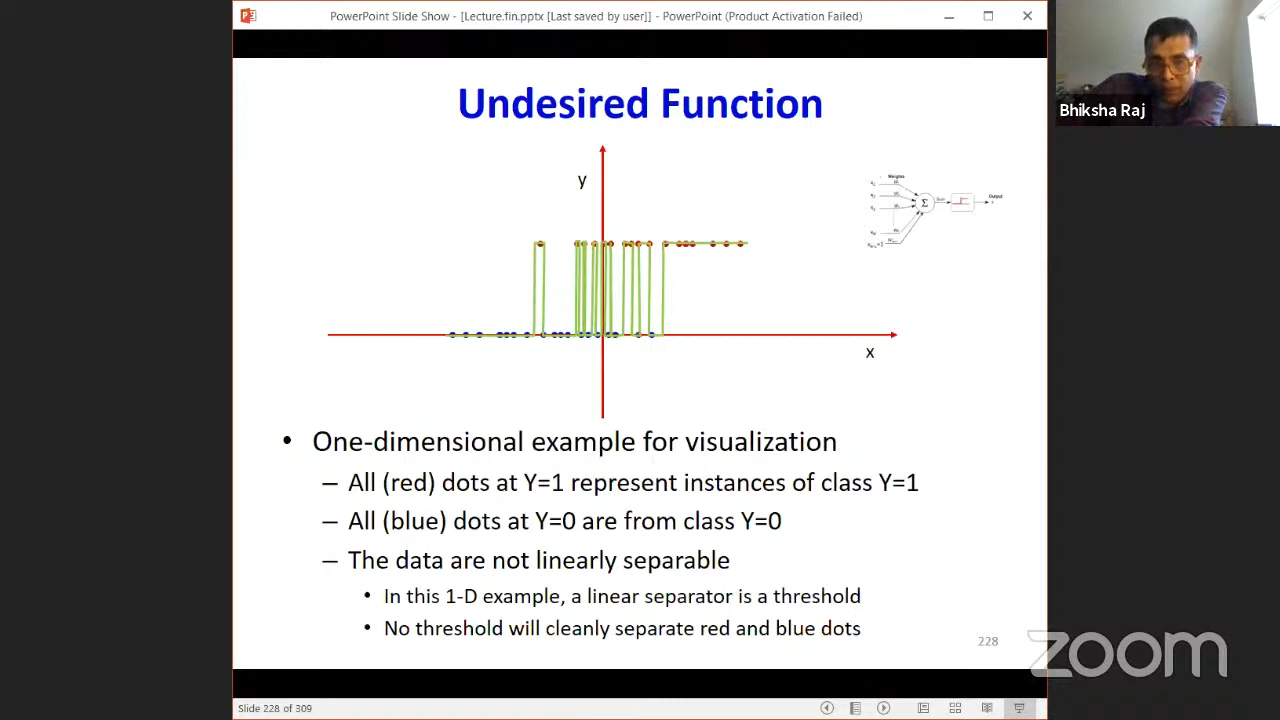 PowerPoint Slide Show - [Lecture.fin.pptx [Last saved by user]] - PowerPoint (Product Activation Failed)
Bhiksha Raj
Undesired Function
y
x
Weights
Output
Σ
• One-dimensional example for visualization
– All (red) dots at Y=1 represent instances of class Y=1
– All (blue) dots at Y=0 are from class Y=0
– The data are not linearly separable
• In this 1-D example, a linear separator is a threshold
• No threshold will cleanly separate red and blue dots
228
zoom
Slide 228 of 309